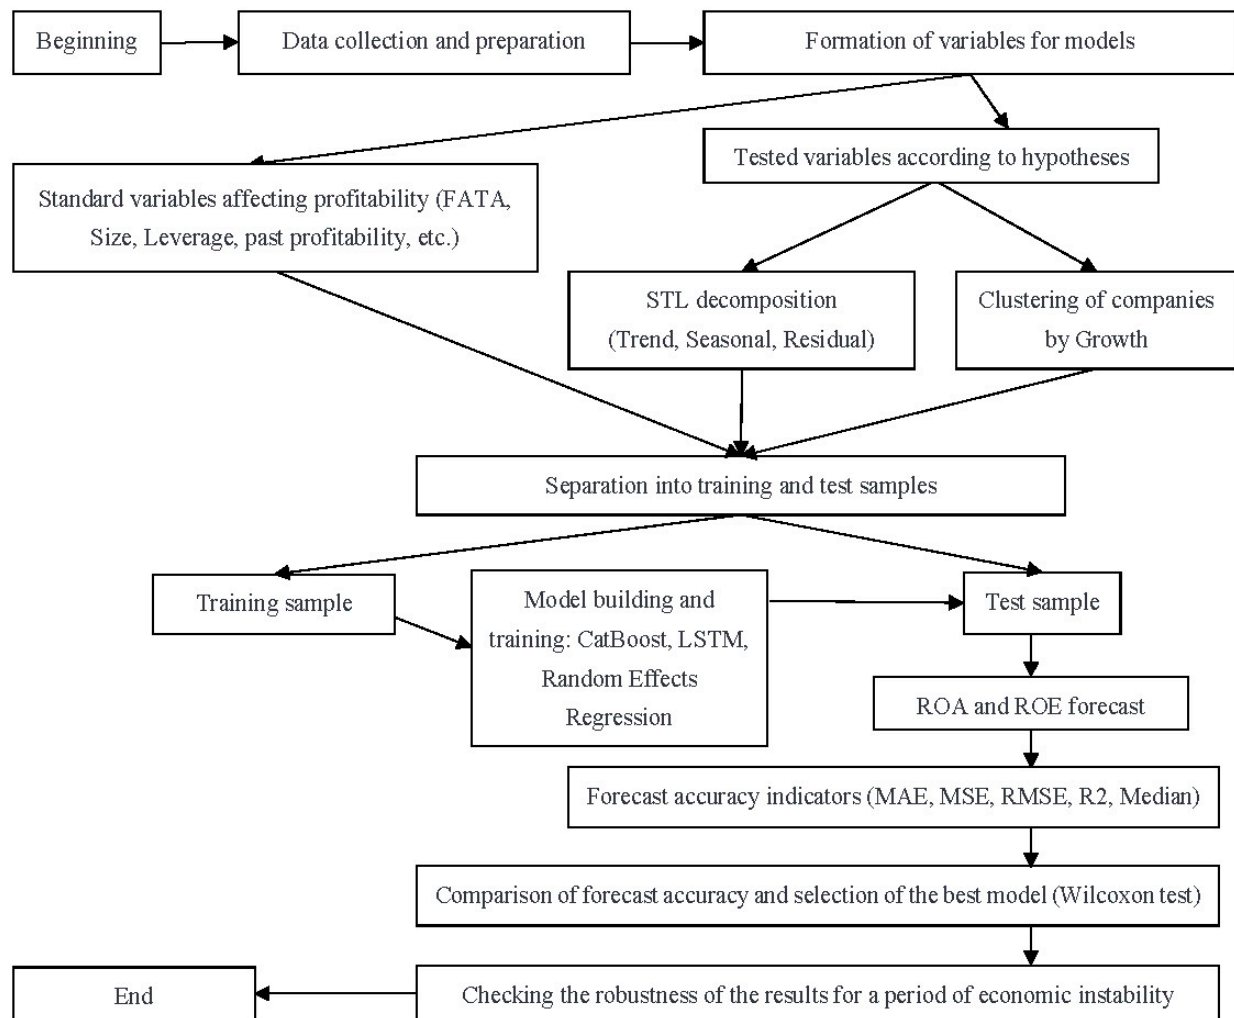 Beginning
Data collection and preparation
Formation of variables for models
Tested variables according to hypotheses
Standard variables affecting profitability (FATA,
Size, Leverage, past profitability, etc.)
STL decomposition
(Trend, Seasonal, Residual)
Clustering of companies
by Growth
Separation into training and test samples
Training sample
Model building and
training: CatBoost, LSTM,
Random Effects
Regression
Test sample
ROA and ROE forecast
Forecast accuracy indicators (MAE, MSE, RMSE, R2, Median)
Comparison of forecast accuracy and selection of the best model (Wilcoxon test)
Checking the robustness of the results for a period of economic instability
End